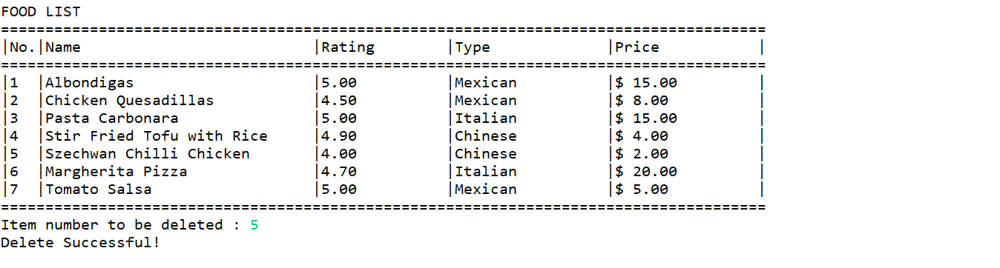 FOOD LIST
======================================================================================
|No.|Name                          |Rating        |Type             |Price           |
======================================================================================
|1  |Albondigas                    |5.00          |Mexican          |$ 15.00         |
|2  |Chicken Quesadillas           |4.50          |Mexican          |$ 8.00          |
|3  |Pasta Carbonara               |5.00          |Italian          |$ 15.00         |
|4  |Stir Fried Tofu with Rice     |4.90          |Chinese          |$ 4.00          |
|5  |Szechwan Chilli Chicken       |4.00          |Chinese          |$ 2.00          |
|6  |Margherita Pizza              |4.70          |Italian          |$ 20.00         |
|7  |Tomato Salsa                  |5.00          |Mexican          |$ 5.00          |
======================================================================================
Item number to be deleted : 5
Delete Successful!